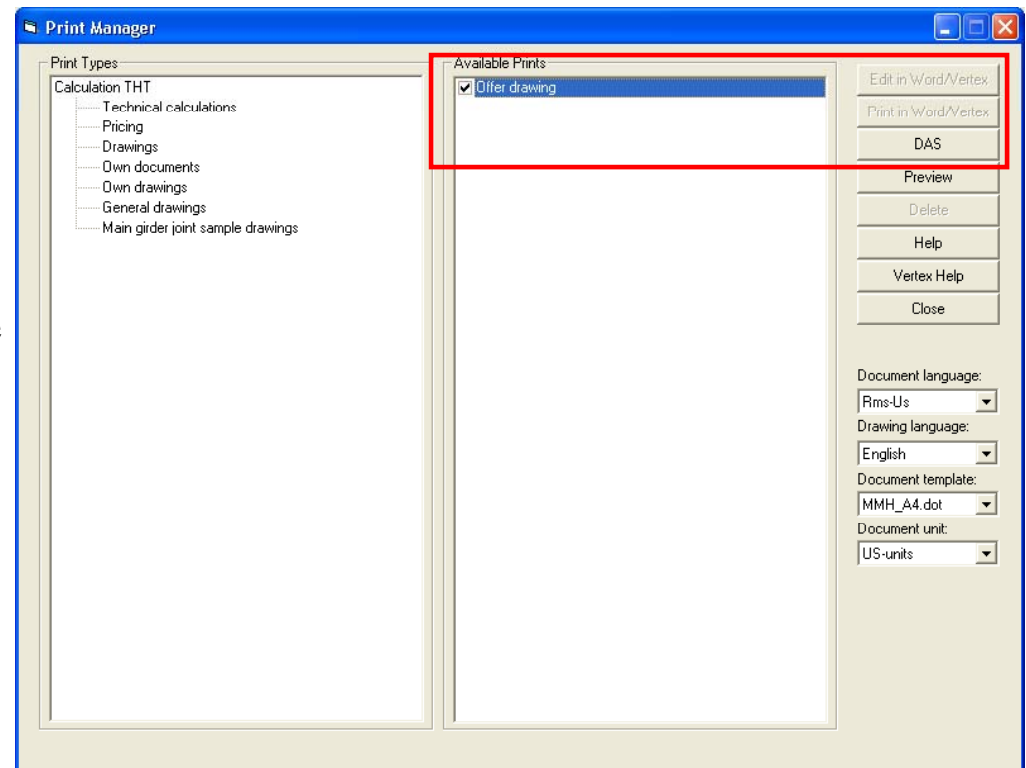 Print Manager
Print Types
Calculation THT
Technical calculations
Pricing
Drawings
Own documents
Own drawings
General drawings
Main girder joint sample drawings
Available Prints
Offer drawing
Edit in Word/Vertex
Print in Word/Vertex
DAS
Preview
Delete
Help
Vertex Help
Close
Document language:
Rms-Us
Drawing language:
English
Document template:
MMH_A4.dot
Document unit:
US-units